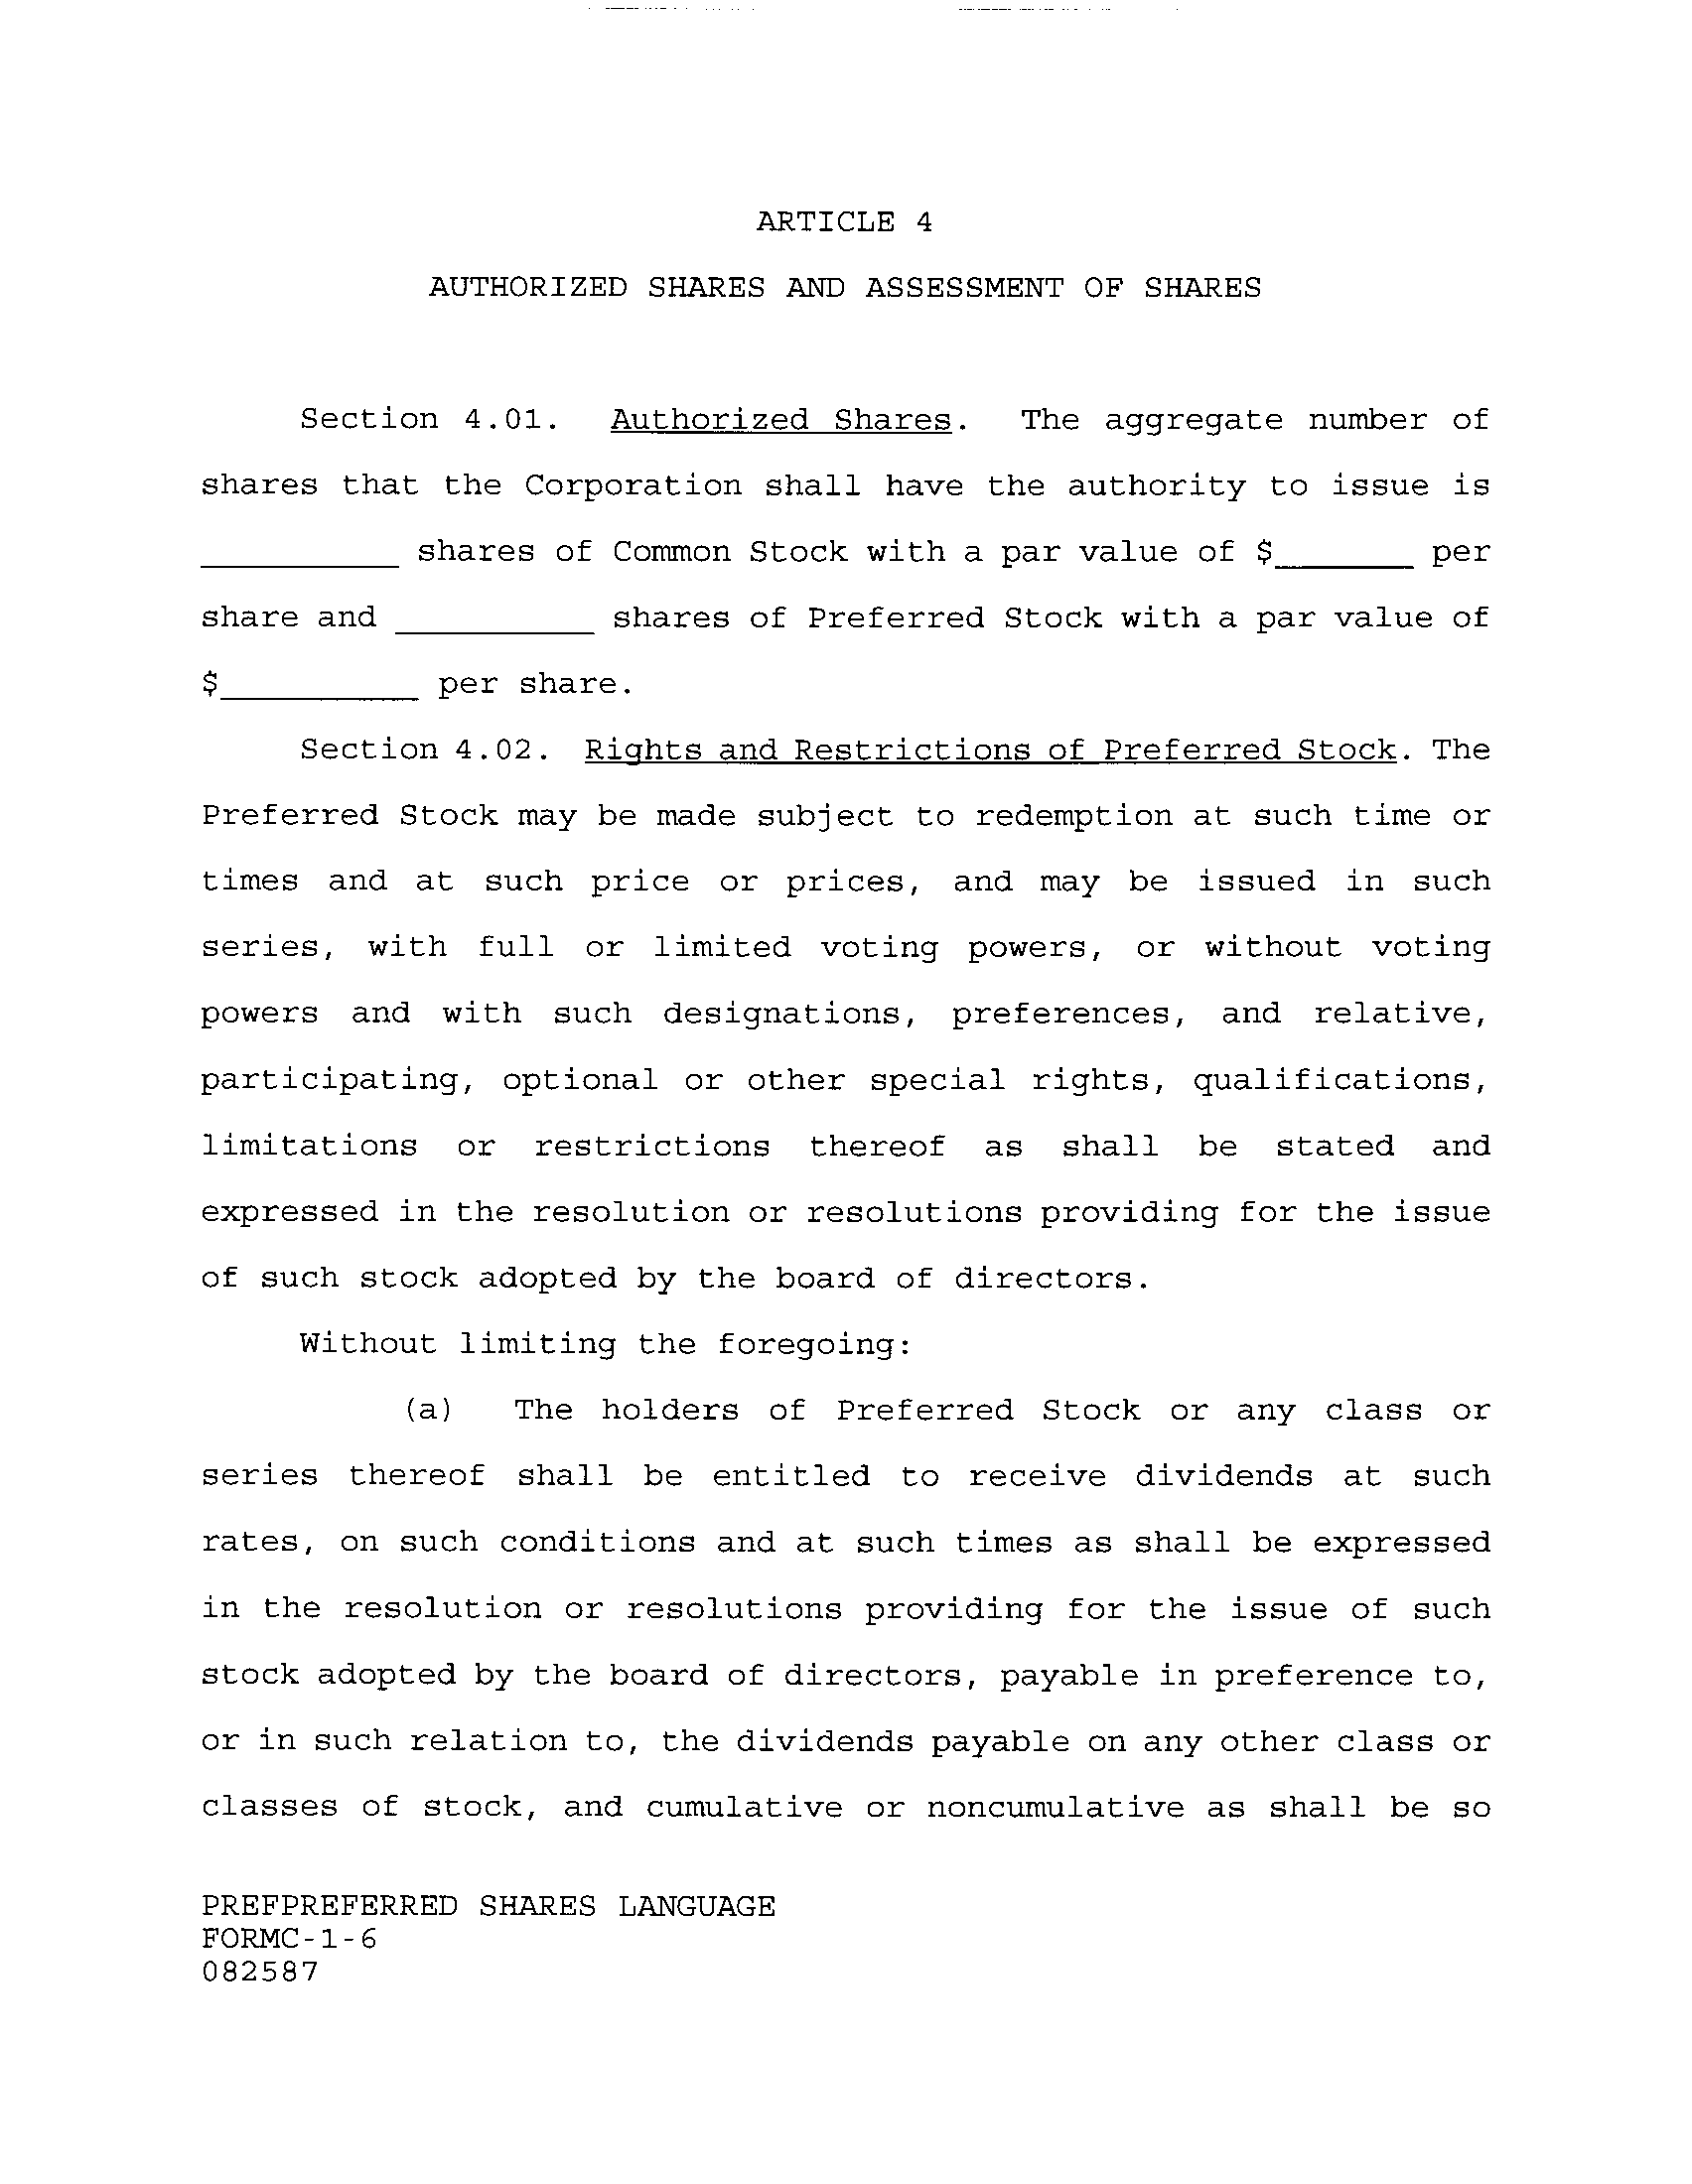 ARTICLE 4
AUTHORIZED SHARES AND ASSESSMENT OF SHARES
Section 4.01. Authorized Shares. The aggregate number of
shares that the Corporation shall have the authority to issue is
__________ shares of Common Stock with a par value of $_______ per
share and __________ shares of Preferred Stock with a par value of
$__________ per share.
Section 4.02. Rights and Restrictions of Preferred Stock. The
Preferred Stock may be made subject to redemption at such time or
times and at such price or prices, and may be issued in such
series, with full or limited voting powers, or without voting
powers and with such designations, preferences, and relative,
participating, optional or other special rights, qualifications,
limitations or restrictions thereof as shall be stated and
expressed in the resolution or resolutions providing for the issue
of such stock adopted by the board of directors.
Without limiting the foregoing:
(a) The holders of Preferred Stock or any class or
series thereof shall be entitled to receive dividends at such
rates, on such conditions and at such times as shall be expressed
in the resolution or resolutions providing for the issue of such
stock adopted by the board of directors, payable in preference to,
or in such relation to, the dividends payable on any other class or
classes of stock, and cumulative or noncumulative as shall be so
PREFPREFERRED SHARES LANGUAGE
FORMC-1-6
082587